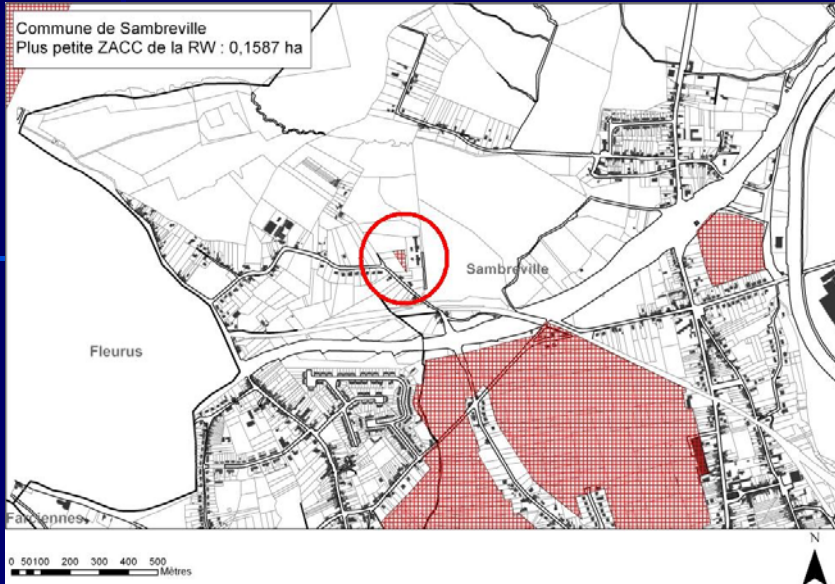 Commune de Sambreville
Plus petite ZACC de la RW : 0,1587 ha
Sambreville
Fleurus
Farciennes
N
0 50100 200 300 400 500
Mètres